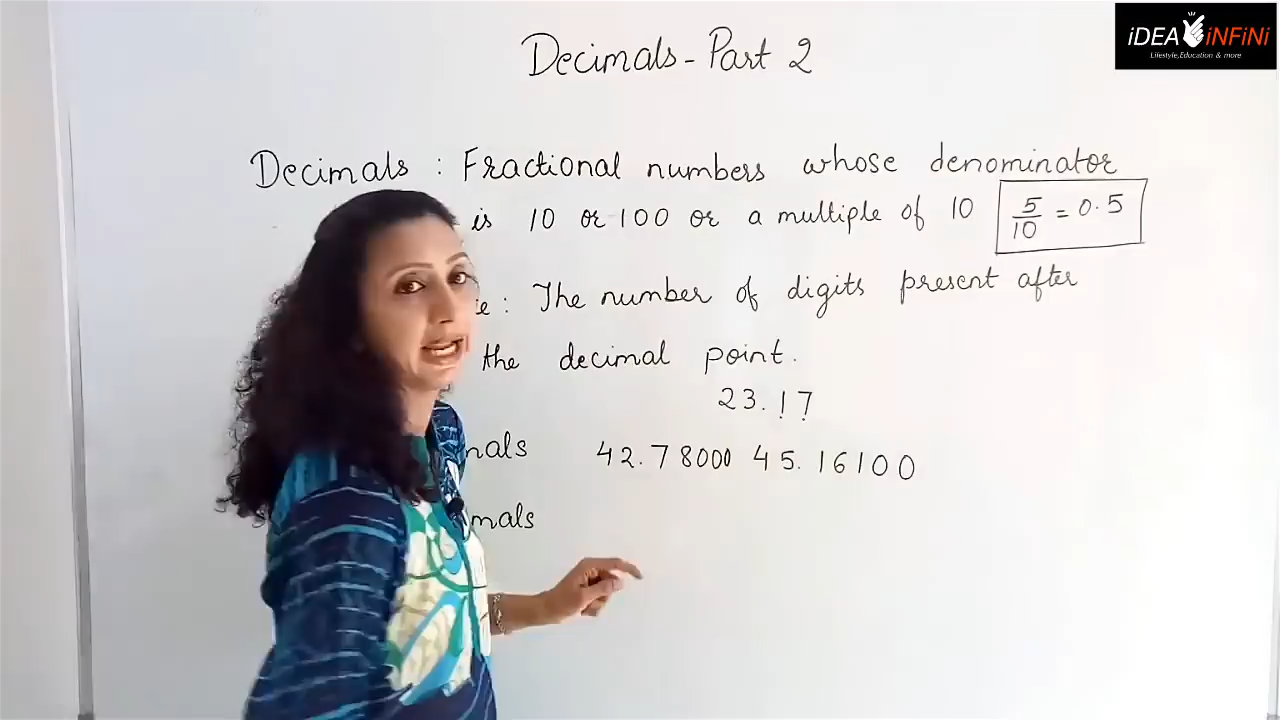 iDEA iNFiNi
Lifestyle,Education & more
Decimals - Part 2
Decimals : Fractional numbers whose denominator
is 10 or 100 or a multiple of 10 5/10 = 0.5
The number of digits present after
the decimal point.
23.17
42.78000 45.16100